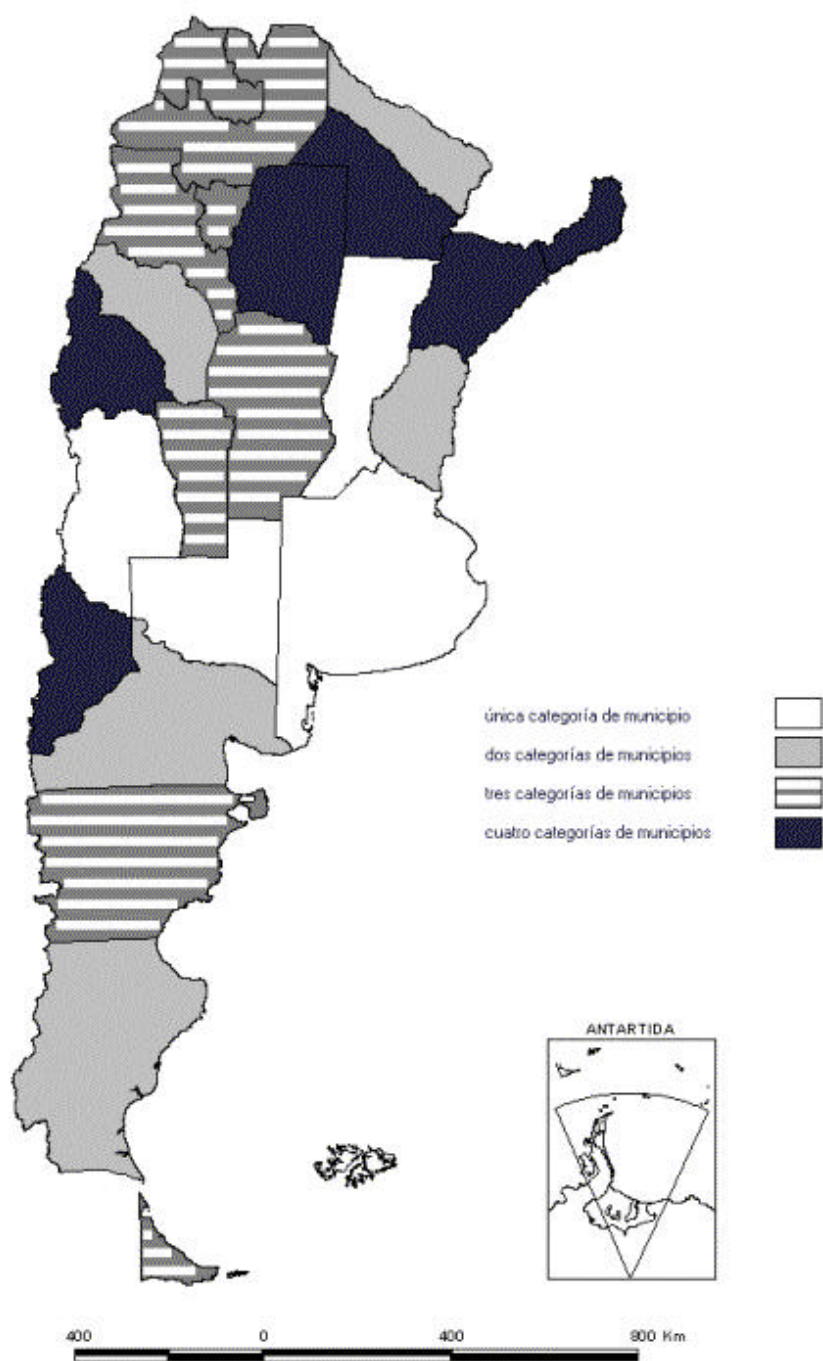 única categoría de municipio
dos categorías de municipios
tres categorías de municipios
cuatro categorías de municipios
ANTARTIDA
400 0 400 800 Km